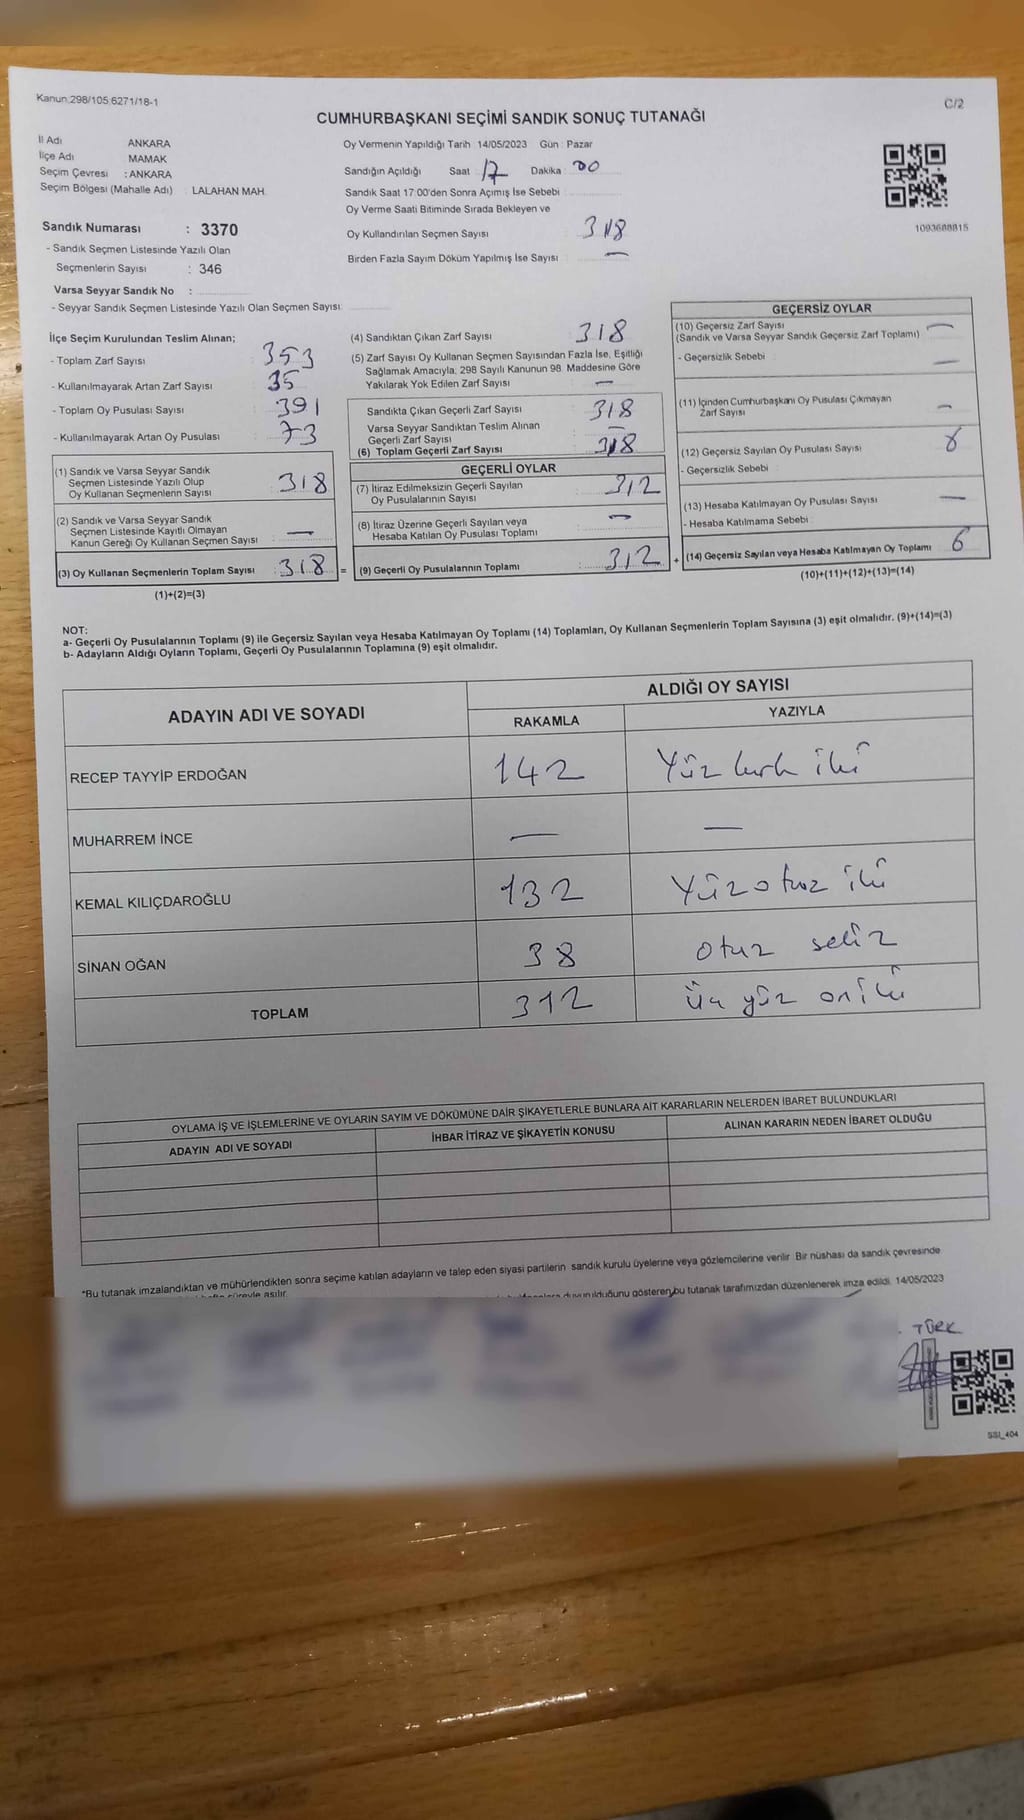 Kanun.298/105,6271/18-1
C/2
CUMHURBAŞKANI SEÇİMİ SANDIK SONUÇ TUTANAĞI
İl Adı ANKARA
İlçe Adı MAMAK
Seçim Çevresi : ANKARA
Seçim Bölgesi (Mahalle Adı) : LALAHAN MAH.
Sandık Numarası : 3370
- Sandık Seçmen Listesinde Yazılı Olan
Seçmenlerin Sayısı : 346
Varsa Seyyar Sandık No :
- Seyyar Sandık Seçmen Listesinde Yazılı Olan Seçmen Sayısı:
Oy Vermenin Yapıldığı Tarih : 14/05/2023 Gün : Pazar
Sandığın Açıldığı Saat 17 Dakika : 00
Sandık Saat 17:00'den Sonra Açımış İse Sebebi :
Oy Verme Saati Bitiminde Sırada Bekleyen ve
Oy Kullandırılan Seçmen Sayısı : 318
Birden Fazla Sayım Döküm Yapılmış İse Sayısı : —
1093688815
İlçe Seçim Kurulundan Teslim Alınan;
- Toplam Zarf Sayısı : 353
- Kullanılmayarak Artan Zarf Sayısı : 35
- Toplam Oy Pusulası Sayısı : 391
- Kullanılmayarak Artan Oy Pusulası : 73
(1) Sandık ve Varsa Seyyar Sandık
Seçmen Listesinde Yazılı Olup
Oy Kullanan Seçmenlerin Sayısı : 318
(2) Sandık ve Varsa Seyyar Sandık
Seçmen Listesinde Kayıtlı Olmayan
Kanun Gereği Oy Kullanan Seçmen Sayısı : —
(3) Oy Kullanan Seçmenlerin Toplam Sayısı : 318 =
(1)+(2)=(3)
(4) Sandıktan Çıkan Zarf Sayısı : 318
(5) Zarf Sayısı Oy Kullanan Seçmen Sayısından Fazla İse, Eşitliği
Sağlamak Amacıyla, 298 Sayılı Kanunun 98. Maddesine Göre
Yakılarak Yok Edilen Zarf Sayısı : —
Sandıkta Çıkan Geçerli Zarf Sayısı : 318
Varsa Seyyar Sandıktan Teslim Alınan
Geçerli Zarf Sayısı : —
(6) Toplam Geçerli Zarf Sayısı : 318
GEÇERLİ OYLAR
(7) İtiraz Edilmeksizin Geçerli Sayılan
Oy Pusulalarının Sayısı : 312
(8) İtiraz Üzerine Geçerli Sayılan veya
Hesaba Katılan Oy Pusulası Toplamı : —
(9) Geçerli Oy Pusulalarının Toplamı : 312 +
GEÇERSİZ OYLAR
(10) Geçersiz Zarf Sayısı : —
(Sandık ve Varsa Seyyar Sandık Geçersiz Zarf Toplamı)
- Geçersizlik Sebebi : —
(11) İçinden Cumhurbaşkanı Oy Pusulası Çıkmayan
Zarf Sayısı : —
(12) Geçersiz Sayılan Oy Pusulası Sayısı : 6
- Geçersizlik Sebebi :
(13) Hesaba Katılmayan Oy Pusulası Sayısı : —
- Hesaba Katılmama Sebebi :
(14) Geçersiz Sayılan veya Hesaba Katılmayan Oy Toplamı : 6
(10)+(11)+(12)+(13)=(14)
NOT:
a- Geçerli Oy Pusulalarının Toplamı (9) ile Geçersiz Sayılan veya Hesaba Katılmayan Oy Toplamı (14) Toplamları, Oy Kullanan Seçmenlerin Toplam Sayısına (3) eşit olmalıdır. (9)+(14)=(3)
b- Adayların Aldığı Oyların Toplamı, Geçerli Oy Pusulalarının Toplamına (9) eşit olmalıdır.
ADAYIN ADI VE SOYADI
ALDIĞI OY SAYISI
RAKAMLA YAZIYLA
RECEP TAYYİP ERDOĞAN 142 Yüz kırk iki
MUHARREM İNCE — —
KEMAL KILIÇDAROĞLU 132 Yüz otuz iki
SİNAN OĞAN 38 otuz sekiz
TOPLAM 312 üç yüz oniki
OYLAMA İŞ VE İŞLEMLERİNE VE OYLARIN SAYIM VE DÖKÜMÜNE DAİR ŞİKAYETLERLE BUNLARA AİT KARARLARIN NELERDEN İBARET BULUNDUKLARI
ADAYIN ADI VE SOYADI İHBAR İTİRAZ VE ŞİKAYETİN KONUSU ALINAN KARARIN NEDEN İBARET OLDUĞU
*Bu tutanak imzalandıktan ve mühürlendikten sonra seçime katılan adayların ve talep eden siyasi partilerin sandık kurulu üyelerine veya gözlemcilerine verilir. Bir nüshası da sandık çevresinde
duyurulduğunu gösteren bu tutanak tarafımızdan düzenlenerek imza edildi. 14/05/2023
TÜRK
SSI_404